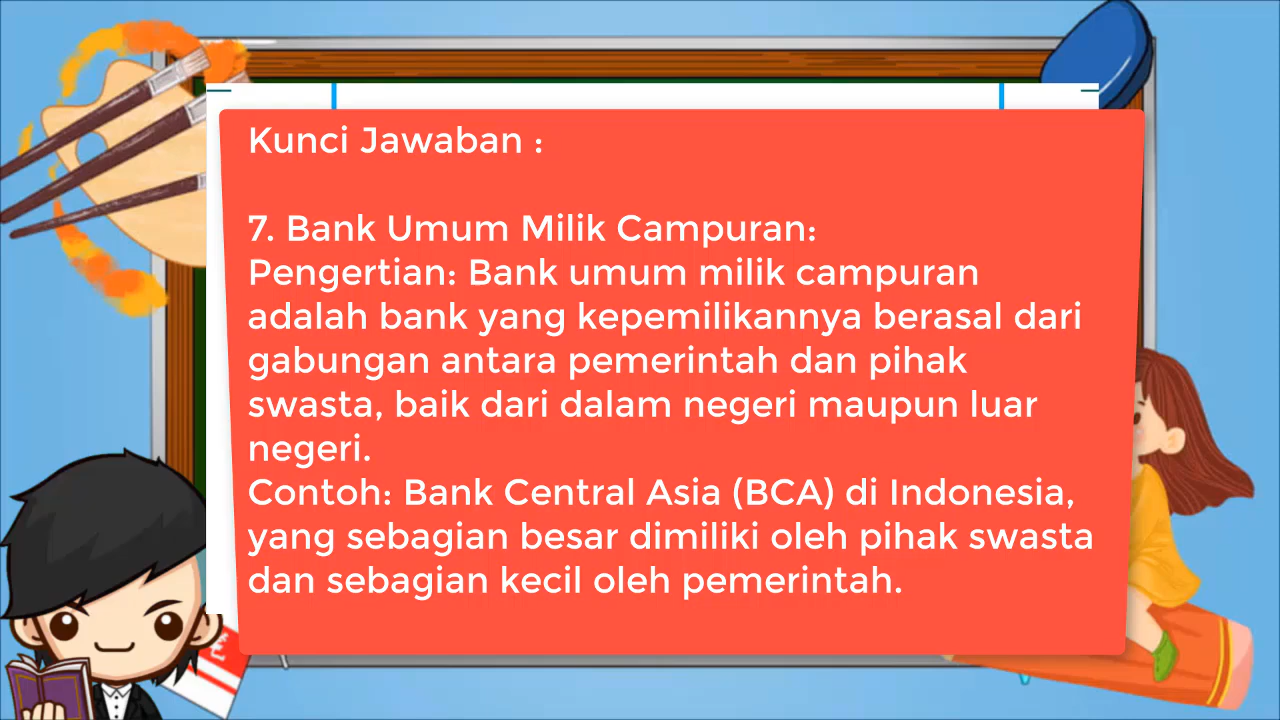 Kunci Jawaban :
7. Bank Umum Milik Campuran:
Pengertian: Bank umum milik campuran
adalah bank yang kepemilikannya berasal dari
gabungan antara pemerintah dan pihak
swasta, baik dari dalam negeri maupun luar
negeri.
Contoh: Bank Central Asia (BCA) di Indonesia,
yang sebagian besar dimiliki oleh pihak swasta
dan sebagian kecil oleh pemerintah.